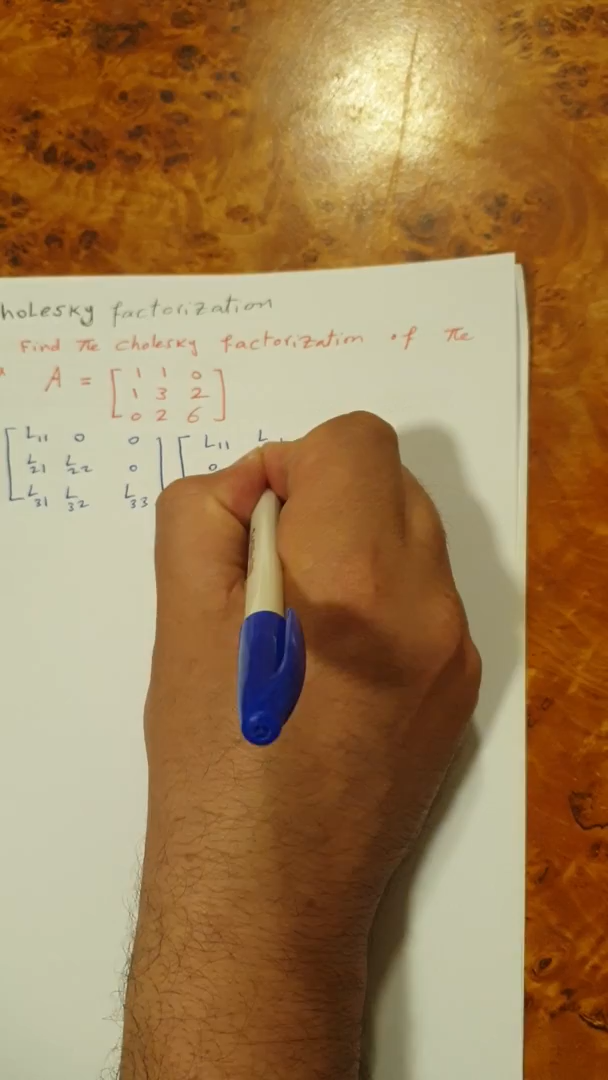 holesky factorization
Find the cholesky factorization of the
A = [ 1 1 0
1 3 2
0 2 6 ]
[ L11 0 0 ] [ L11 L
L21 L22 0 0
L31 L32 L33